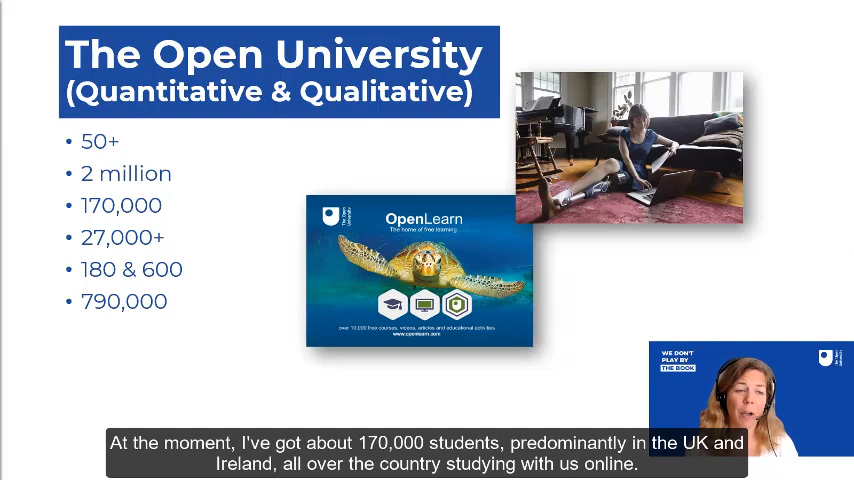 The Open University
(Quantitative & Qualitative)
• 50+
• 2 million
• 170,000
• 27,000+
• 180 & 600
• 790,000
The Open University
OpenLearn
The home of free learning
over 10,000 free courses, videos, articles and educational activities
www.openlearn.com
WE DON'T
PLAY BY
THE BOOK
The Open University
At the moment, I've got about 170,000 students, predominantly in the UK and
Ireland, all over the country studying with us online.